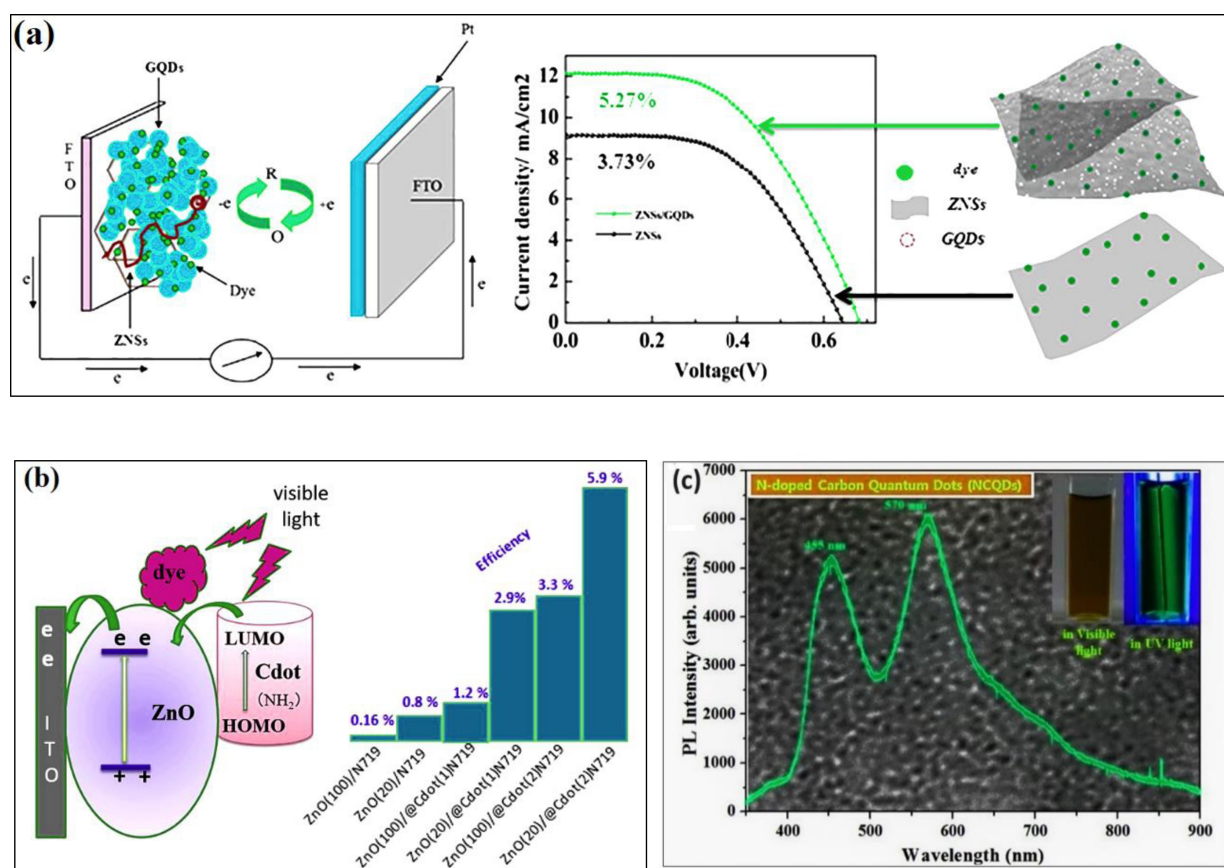 (a)
GQDs
Pt
FTO
R
-e
+e
O
FTO
e
Dye
ZNSs
e
e
e
12
10
8
6
4
2
0
Current density/ mA/cm2
5.27%
3.73%
ZNSs/GQDs
ZNSs
0.0
0.2
0.4
0.6
Voltage(V)
dye
ZNSs
GQDs
(b)
visible
light
dye
e e
e e
LUMO
Cdot
(NH₂)
HOMO
ZnO
+ +
ITO
Efficiency
0.16 %
0.8 %
1.2 %
2.9%
3.3 %
5.9 %
ZnO(100)/N719
ZnO(20)/N719
ZnO(100)/@Cdot(1)N719
ZnO(20)/@Cdot(1)N719
ZnO(100)/@Cdot(2)N719
ZnO(20)/@Cdot(2)N719
(c)
N-doped Carbon Quantum Dots (NCQDs)
7000
6000
5000
4000
3000
2000
1000
0
PL Intensity (arb. units)
455 nm
570 nm
in Visible
light
in UV light
400
500
600
700
800
900
Wavelength (nm)